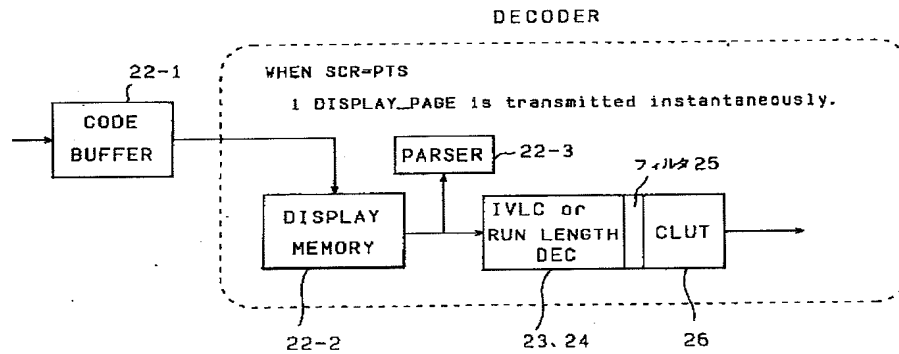 DECODER
WHEN SCR=PTS
1 DISPLAY_PAGE is transmitted instantaneously.
22-1
CODE
BUFFER
PARSER
22-3
フィルタ25
DISPLAY
MEMORY
IVLC or
RUN LENGTH
DEC
CLUT
22-2
23、24
26